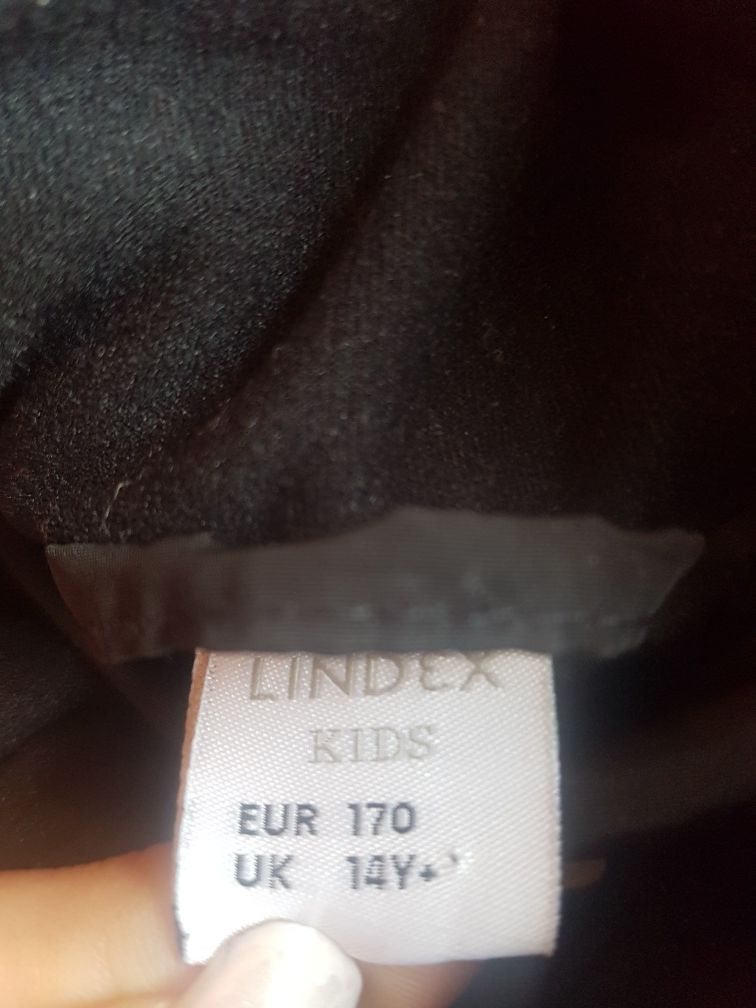 LINDEX
KIDS
EUR 170
UK 14Y+